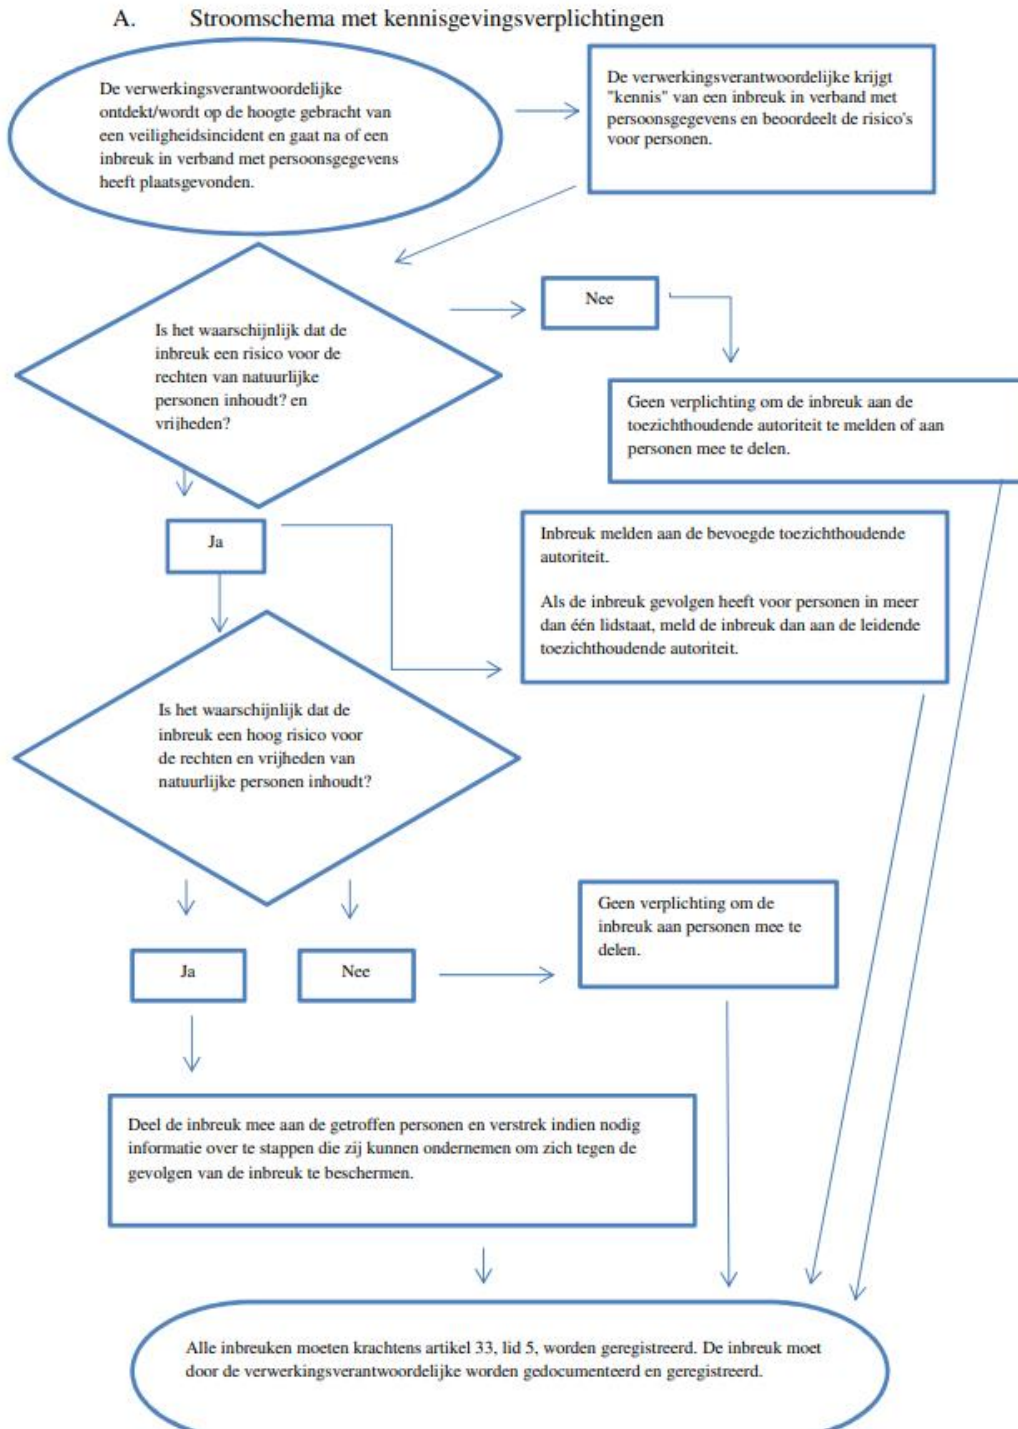 A. Stroomschema met kennisgevingsverplichtingen
De verwerkingsverantwoordelijke
ontdekt/wordt op de hoogte gebracht van
een veiligheidsincident en gaat na of een
inbreuk in verband met persoonsgegevens
heeft plaatsgevonden.
De verwerkingsverantwoordelijke krijgt
"kennis" van een inbreuk in verband met
persoonsgegevens en beoordeelt de risico's
voor personen.
Is het waarschijnlijk dat de
inbreuk een risico voor de
rechten van natuurlijke
personen inhoudt? en
vrijheden?
Nee
Geen verplichting om de inbreuk aan de
toezichthoudende autoriteit te melden of aan
personen mee te delen.
Ja
Inbreuk melden aan de bevoegde toezichthoudende
autoriteit.
Als de inbreuk gevolgen heeft voor personen in meer
dan één lidstaat, meld de inbreuk dan aan de leidende
toezichthoudende autoriteit.
Is het waarschijnlijk dat de
inbreuk een hoog risico voor
de rechten en vrijheden van
natuurlijke personen inhoudt?
Ja
Nee
Geen verplichting om de
inbreuk aan personen mee te
delen.
Deel de inbreuk mee aan de getroffen personen en verstrek indien nodig
informatie over te stappen die zij kunnen ondernemen om zich tegen de
gevolgen van de inbreuk te beschermen.
Alle inbreuken moeten krachtens artikel 33, lid 5, worden geregistreerd. De inbreuk moet
door de verwerkingsverantwoordelijke worden gedocumenteerd en geregistreerd.